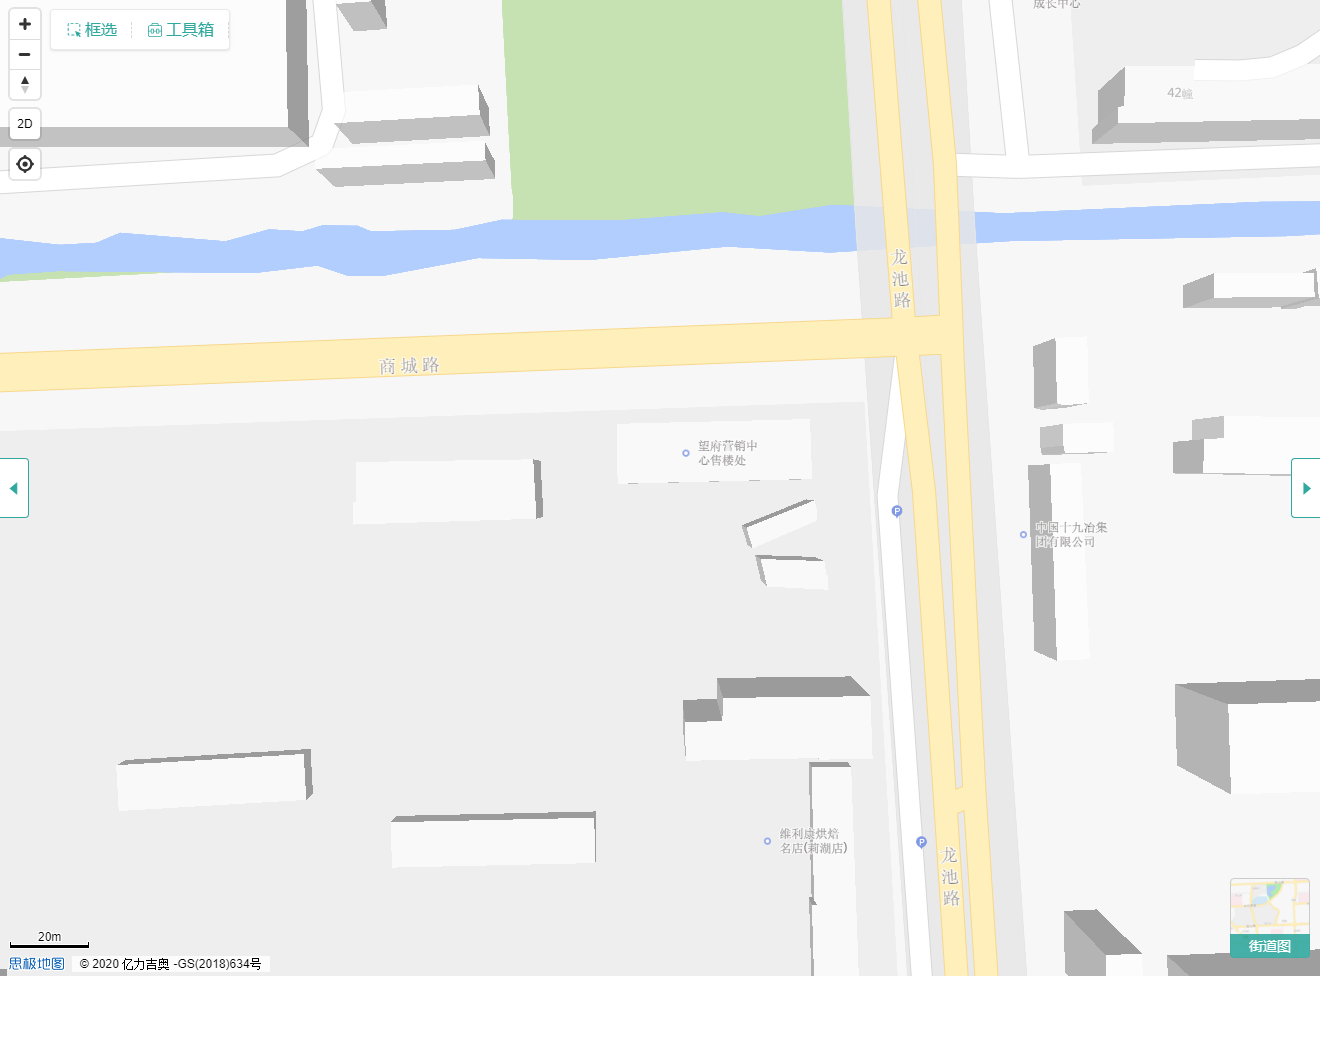 框选
工具箱
2D
成长中心
42幢
龙池路
商城路
望府营销中
心售楼处
P
中国十九冶集
团有限公司
维利康烘焙
名店(莉湖店)
P
龙池路
20m
街道图
思极地图 © 2020 亿力吉奥 -GS(2018)634号